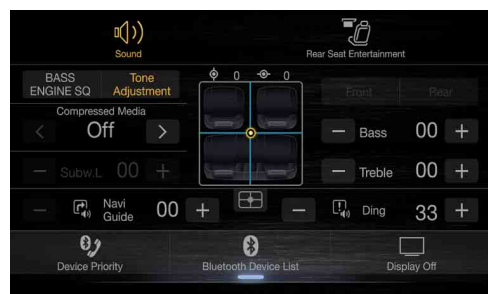 Sound
Rear Seat Entertainment
BASS
ENGINE SQ
Tone
Adjustment
0
0
Front
Rear
Compressed Media
< Off >
− Bass 00 +
− Subw.L 00 +
− Treble 00 +
− Navi
Guide 00 +
− Ding 33 +
Device Priority
Bluetooth Device List
Display Off